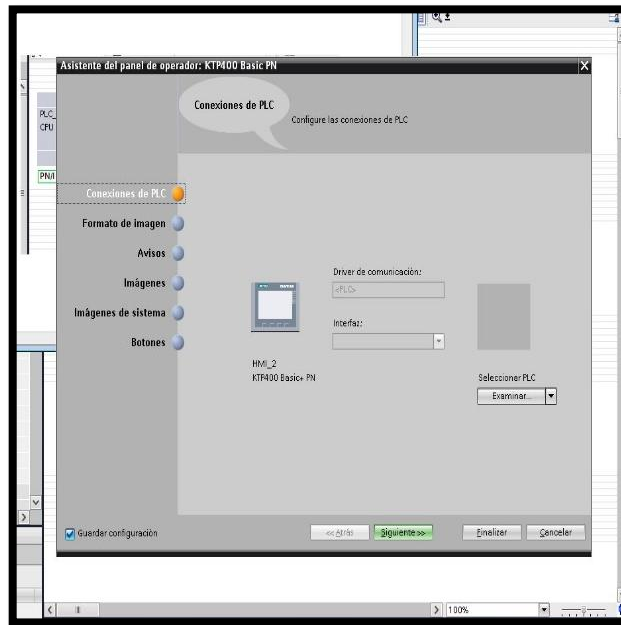 Asistente del panel de operador: KTP400 Basic PN
Conexiones de PLC
Configure las conexiones de PLC
PLC_
CPU
PN/I
Conexiones de PLC
Formato de imagen
Avisos
Imágenes
Imágenes de sistema
Botones
Driver de comunicación:
<PLC>
Interfaz:
HMI_2
KTP400 Basic PN
Seleccionar PLC
Examinar...
Guardar configuración
<< Atrás
Siguiente >>
Finalizar
Cancelar
100%